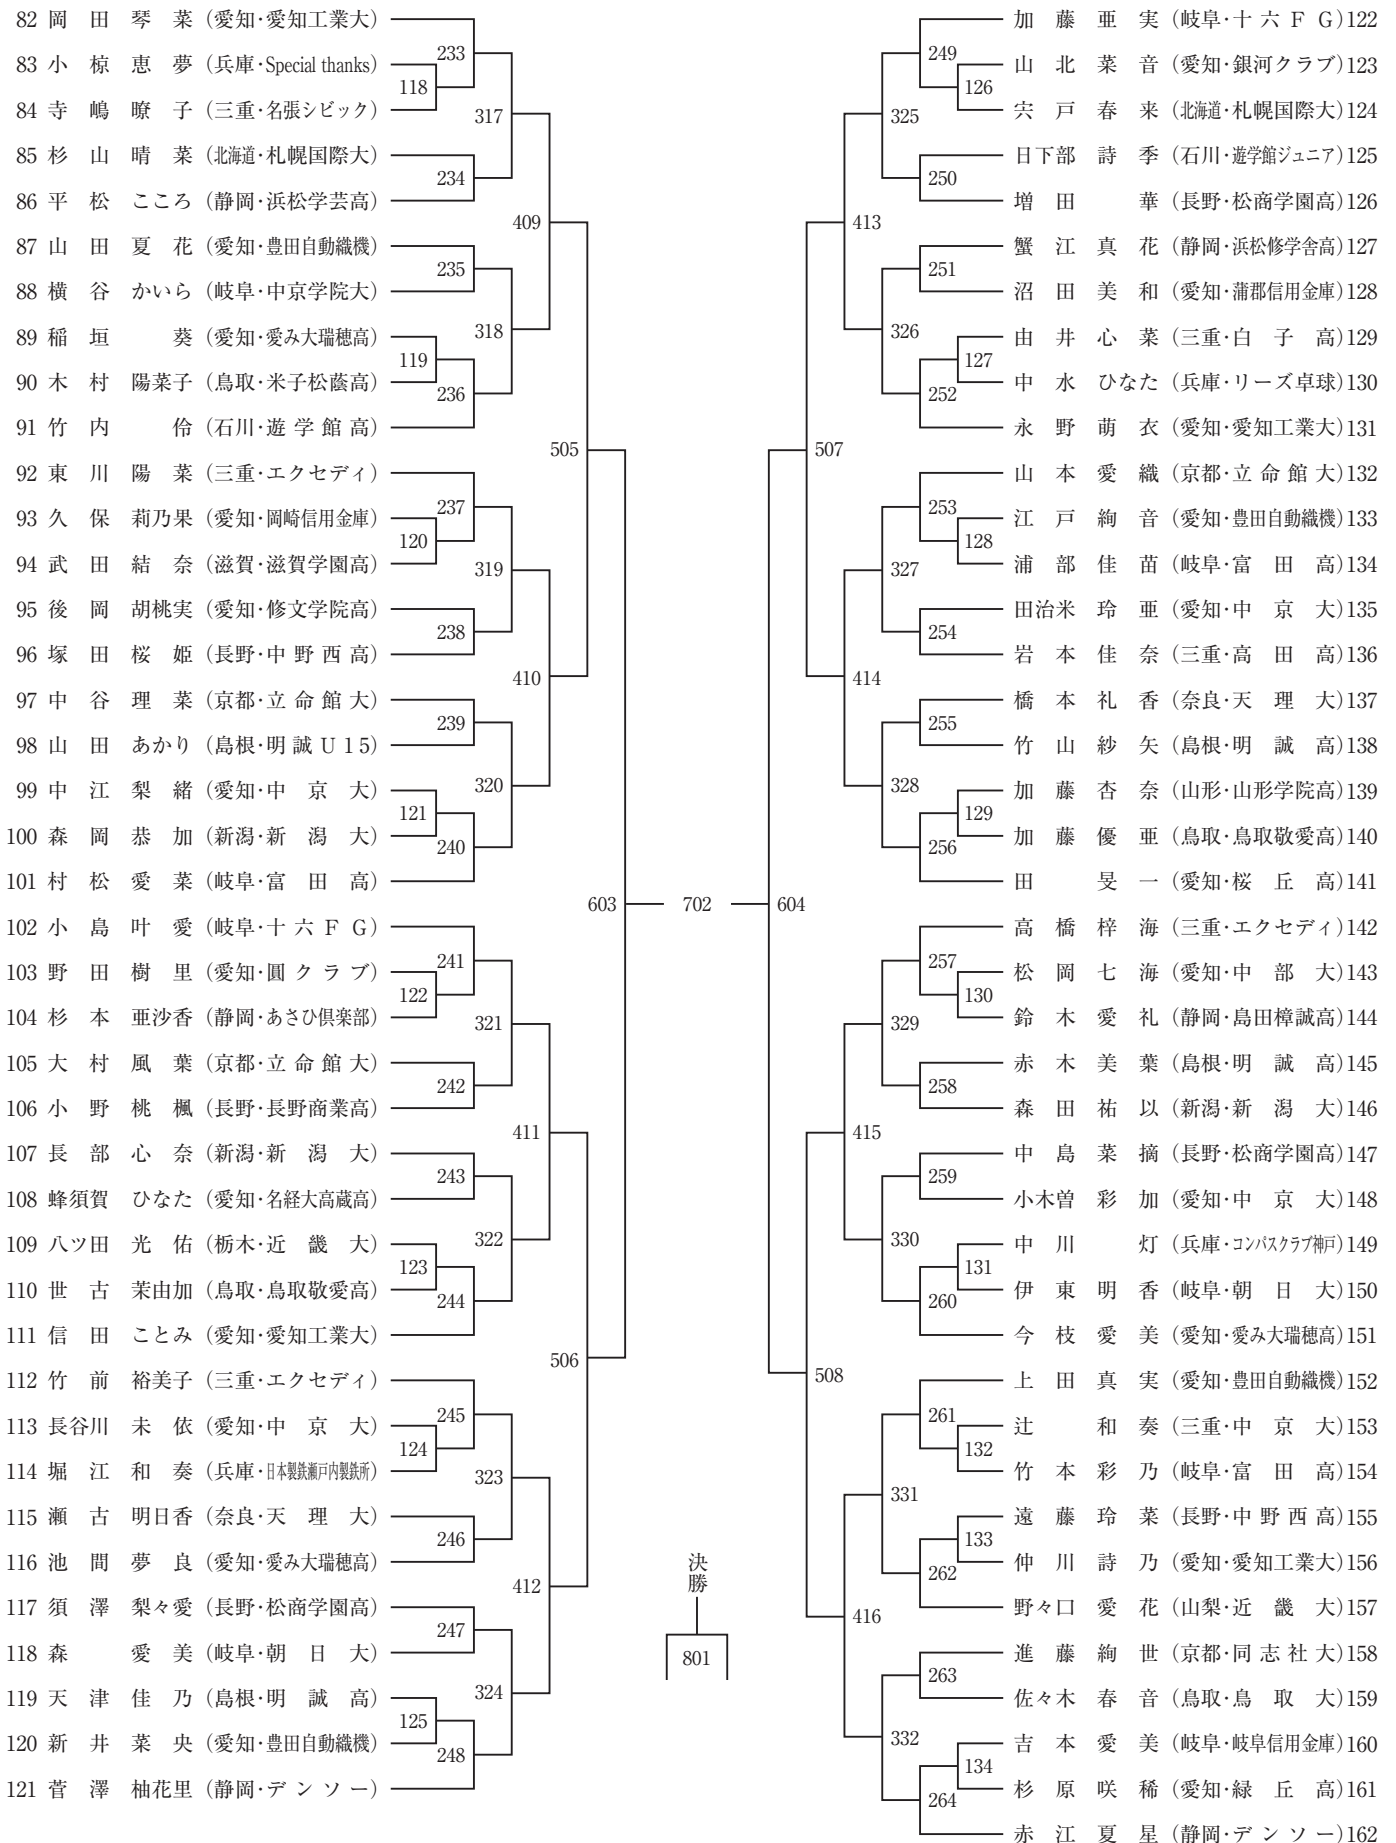 82 岡田琴菜 (愛知・愛知工業大)
83 小椋恵夢 (兵庫・Special thanks)
84 寺嶋瞭子 (三重・名張シビック)
85 杉山晴菜 (北海道・札幌国際大)
86 平松こころ (静岡・浜松学芸高)
87 山田夏花 (愛知・豊田自動織機)
88 横谷かいら (岐阜・中京学院大)
89 稲垣葵 (愛知・愛み大瑞穂高)
90 木村陽菜子 (鳥取・米子松蔭高)
91 竹内伶 (石川・遊学館高)
92 東川陽菜 (三重・エクセディ)
93 久保莉乃果 (愛知・岡崎信用金庫)
94 武田結奈 (滋賀・滋賀学園高)
95 後岡胡桃実 (愛知・修文学院高)
96 塚田桜姫 (長野・中野西高)
97 中谷理菜 (京都・立命館大)
98 山田あかり (島根・明誠U15)
99 中江梨緒 (愛知・中京大)
100 森岡恭加 (新潟・新潟大)
101 村松愛菜 (岐阜・富田高)
102 小島叶愛 (岐阜・十六FG)
103 野田樹里 (愛知・圓クラブ)
104 杉本亜沙香 (静岡・あさひ倶楽部)
105 大村風葉 (京都・立命館大)
106 小野桃楓 (長野・長野商業高)
107 長部心奈 (新潟・新潟大)
108 蜂須賀ひなた (愛知・名経大高蔵高)
109 八ツ田光佑 (栃木・近畿大)
110 世古茉由加 (鳥取・鳥取敬愛高)
111 信田ことみ (愛知・愛知工業大)
112 竹前裕美子 (三重・エクセディ)
113 長谷川未依 (愛知・中京大)
114 堀江和奏 (兵庫・日本製鉄瀬戸内製鉄所)
115 瀬古明日香 (奈良・天理大)
116 池間夢良 (愛知・愛み大瑞穂高)
117 須澤梨々愛 (長野・松商学園高)
118 森愛美 (岐阜・朝日大)
119 天津佳乃 (島根・明誠高)
120 新井菜央 (愛知・豊田自動織機)
121 菅澤柚花里 (静岡・デンソー)
118
119
120
121
122
123
124
125
233
234
235
236
237
238
239
240
241
242
243
244
245
246
247
248
317
318
319
320
321
322
323
324
409
410
411
412
505
506
603
702
604
決勝
801
507
508
413
414
415
416
325
326
327
328
329
330
331
332
249
250
251
252
253
254
255
256
257
258
259
260
261
262
263
264
126
127
128
129
130
131
132
133
134
加藤亜実 (岐阜・十六FG) 122
山北菜音 (愛知・銀河クラブ) 123
宍戸春来 (北海道・札幌国際大) 124
日下部詩季 (石川・遊学館ジュニア) 125
増田華 (長野・松商学園高) 126
蟹江真花 (静岡・浜松修学舎高) 127
沼田美和 (愛知・蒲郡信用金庫) 128
由井心菜 (三重・白子高) 129
中水ひなた (兵庫・リーズ卓球) 130
永野萌衣 (愛知・愛知工業大) 131
山本愛織 (京都・立命館大) 132
江戸絢音 (愛知・豊田自動織機) 133
浦部佳苗 (岐阜・富田高) 134
田治米玲亜 (愛知・中京大) 135
岩本佳奈 (三重・高田高) 136
橋本礼香 (奈良・天理大) 137
竹山紗矢 (島根・明誠高) 138
加藤杏奈 (山形・山形学院高) 139
加藤優亜 (鳥取・鳥取敬愛高) 140
田旻一 (愛知・桜丘高) 141
高橋梓海 (三重・エクセディ) 142
松岡七海 (愛知・中部大) 143
鈴木愛礼 (静岡・島田樟誠高) 144
赤木美葉 (島根・明誠高) 145
森田祐以 (新潟・新潟大) 146
中島菜摘 (長野・松商学園高) 147
小木曽彩加 (愛知・中京大) 148
中川灯 (兵庫・コンパスクラブ神戸) 149
伊東明香 (岐阜・朝日大) 150
今枝愛美 (愛知・愛み大瑞穂高) 151
上田真実 (愛知・豊田自動織機) 152
辻和奏 (三重・中京大) 153
竹本彩乃 (岐阜・富田高) 154
遠藤玲菜 (長野・中野西高) 155
仲川詩乃 (愛知・愛知工業大) 156
野々口愛花 (山梨・近畿大) 157
進藤絢世 (京都・同志社大) 158
佐々木春音 (鳥取・鳥取大) 159
吉本愛美 (岐阜・岐阜信用金庫) 160
杉原咲稀 (愛知・緑丘高) 161
赤江夏星 (静岡・デンソー) 162